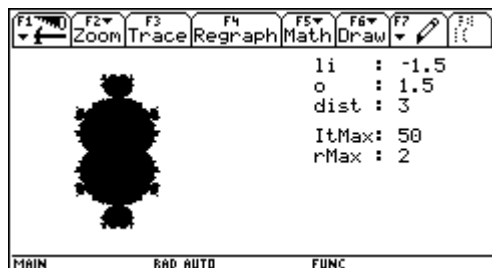 F1 F2 Zoom F3 Trace F4 Regraph F5 Math F6 Draw F7
li : -1.5
o : 1.5
dist : 3
ItMax: 50
rMax : 2
MAIN RAD AUTO FUNC